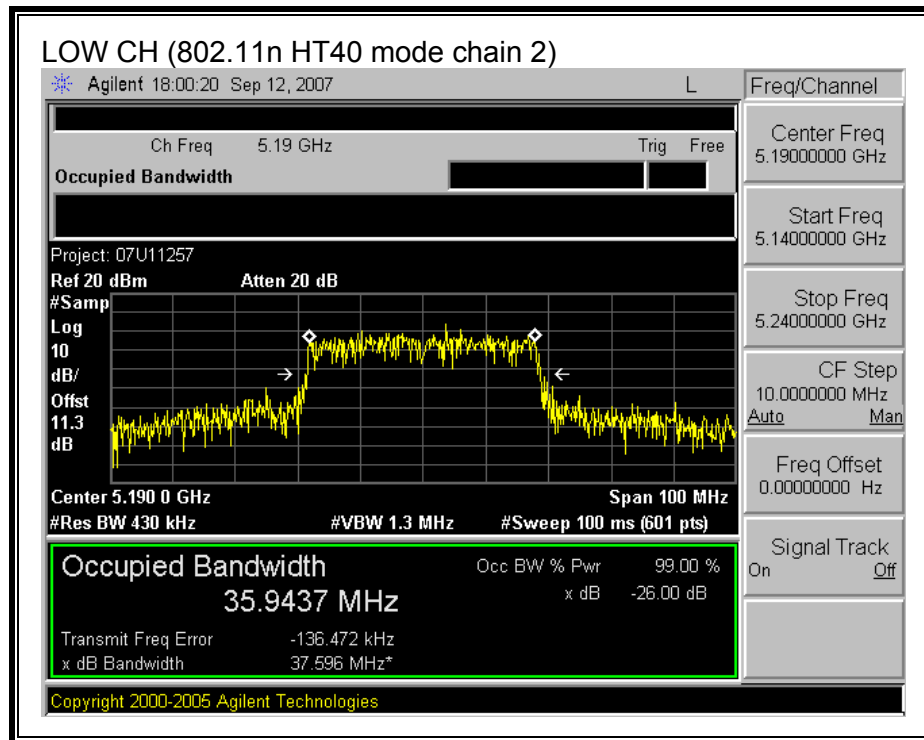 LOW CH (802.11n HT40 mode chain 2)
Agilent 18:00:20 Sep 12, 2007 L
Freq/Channel
Ch Freq 5.19 GHz Trig Free
Occupied Bandwidth
Project: 07U11257
Ref 20 dBm Atten 20 dB
#Samp
Log
10
dB/
Offst
11.3
dB
Center 5.190 0 GHz Span 100 MHz
#Res BW 430 kHz #VBW 1.3 MHz #Sweep 100 ms (601 pts)
Occupied Bandwidth Occ BW % Pwr 99.00 %
35.9437 MHz x dB -26.00 dB
Transmit Freq Error -136.472 kHz
x dB Bandwidth 37.596 MHz*
Copyright 2000-2005 Agilent Technologies
Center Freq
5.19000000 GHz
Start Freq
5.14000000 GHz
Stop Freq
5.24000000 GHz
CF Step
10.0000000 MHz
Auto Man
Freq Offset
0.00000000 Hz
Signal Track
On Off